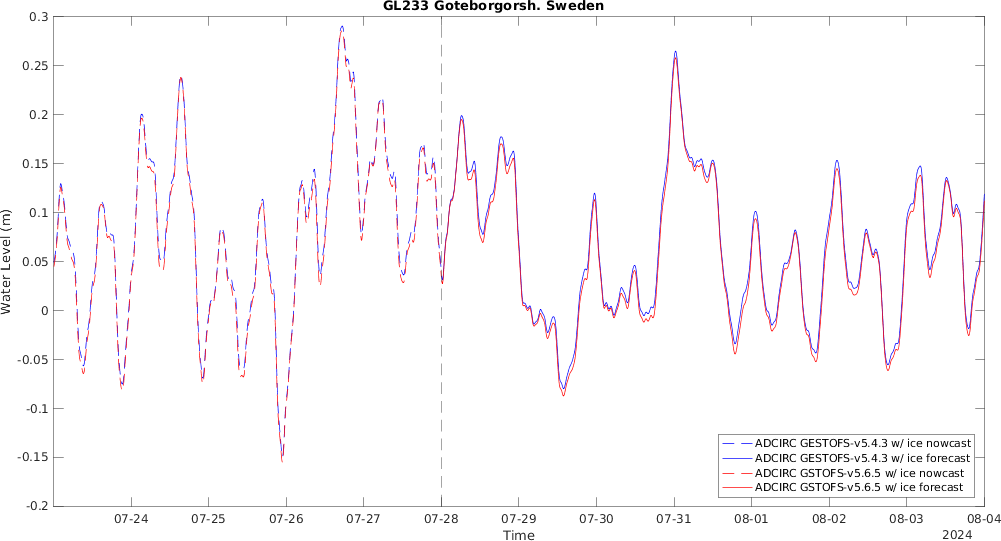 GL233 Goteborgorsh. Sweden
0.3
0.25
0.2
0.15
0.1
0.05
0
-0.05
-0.1
-0.15
-0.2
Water Level (m)
ADCIRC GESTOFS-v5.4.3 w/ ice nowcast
ADCIRC GESTOFS-v5.4.3 w/ ice forecast
ADCIRC GSTOFS-v5.6.5 w/ ice nowcast
ADCIRC GSTOFS-v5.6.5 w/ ice forecast
07-24 07-25 07-26 07-27 07-28 07-29 07-30 07-31 08-01 08-02 08-03 08-04
Time
2024